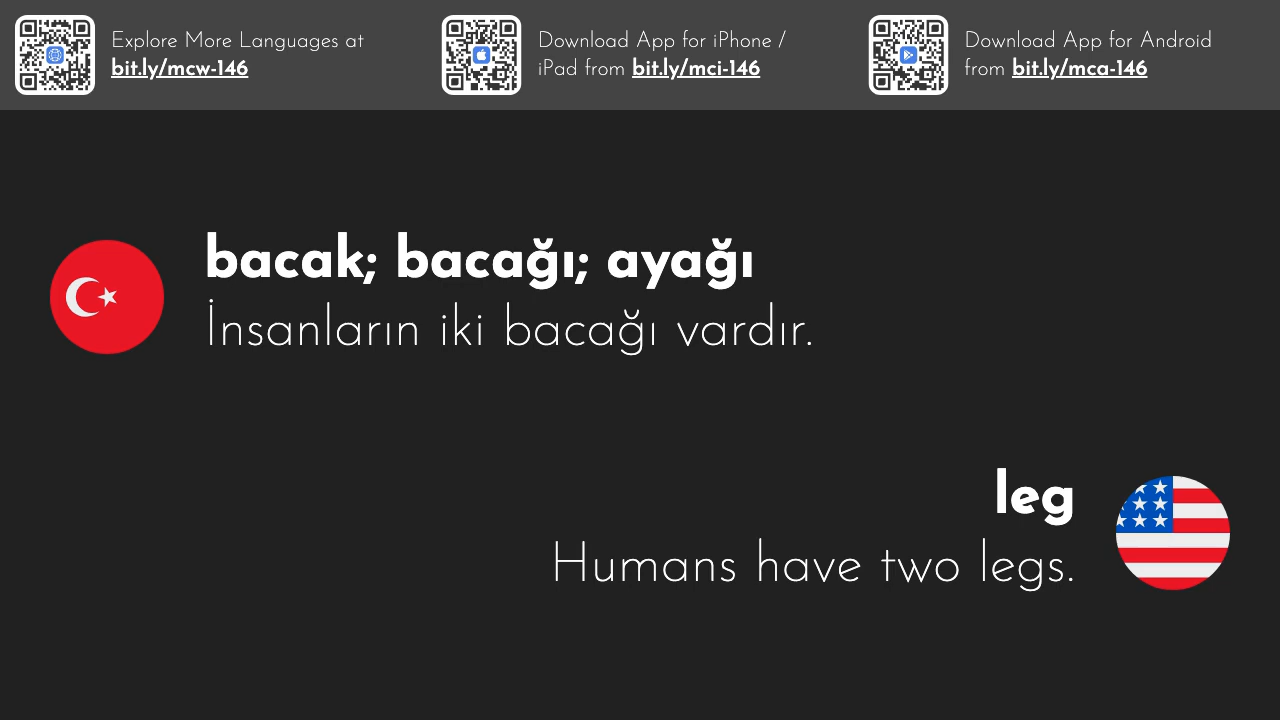 Explore More Languages at
bit.ly/mcw-146
Download App for iPhone /
iPad from bit.ly/mci-146
Download App for Android
from bit.ly/mca-146
bacak; bacağı; ayağı
İnsanların iki bacağı vardır.
leg
Humans have two legs.